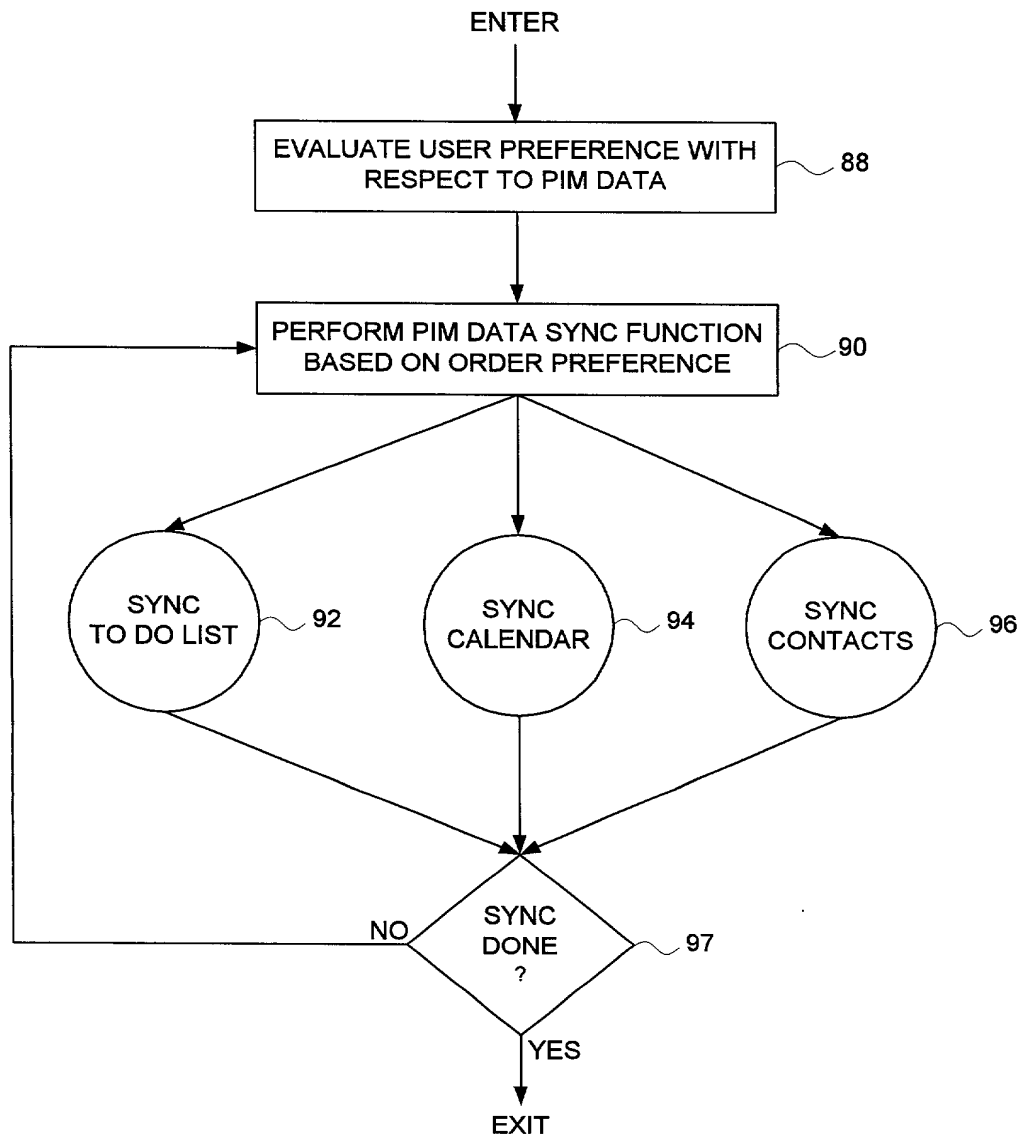 ENTER
EVALUATE USER PREFERENCE WITH
RESPECT TO PIM DATA
88
PERFORM PIM DATA SYNC FUNCTION
BASED ON ORDER PREFERENCE
90
SYNC
TO DO LIST
92
SYNC
CALENDAR
94
SYNC
CONTACTS
96
SYNC
DONE
?
97
NO
YES
EXIT